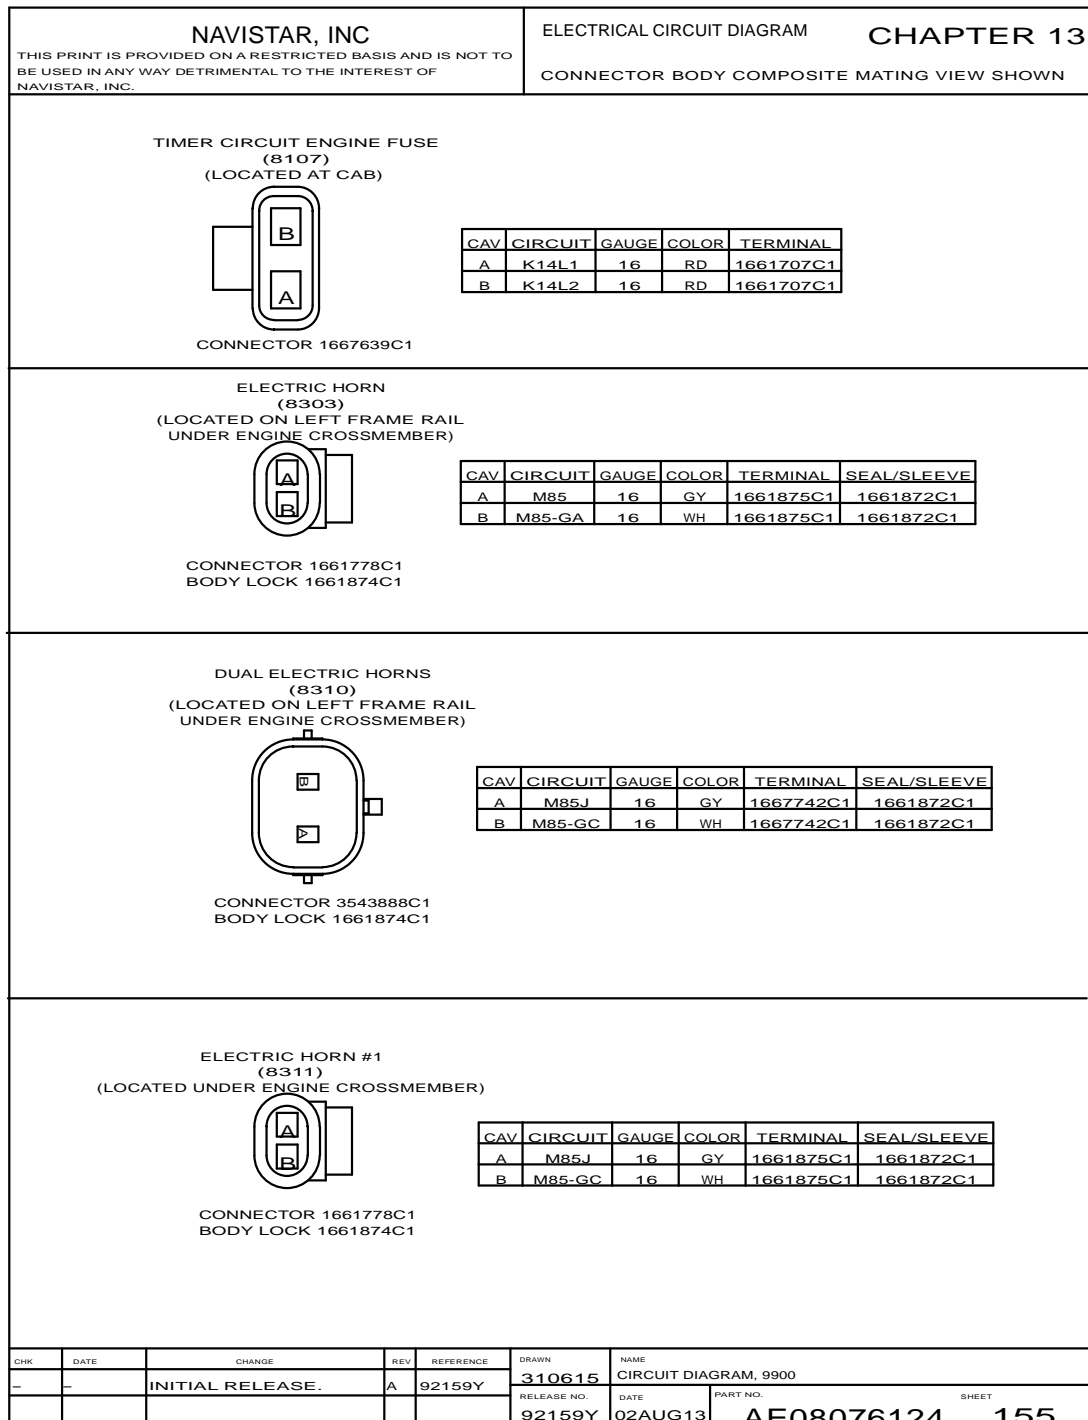 NAVISTAR, INC
THIS PRINT IS PROVIDED ON A RESTRICTED BASIS AND IS NOT TO
BE USED IN ANY WAY DETRIMENTAL TO THE INTEREST OF
NAVISTAR, INC.
ELECTRICAL CIRCUIT DIAGRAM CHAPTER 13
CONNECTOR BODY COMPOSITE MATING VIEW SHOWN
TIMER CIRCUIT ENGINE FUSE
(8107)
(LOCATED AT CAB)
B
A
CONNECTOR 1667639C1
CAV CIRCUIT GAUGE COLOR TERMINAL
A K14L1 16 RD 1661707C1
B K14L2 16 RD 1661707C1
ELECTRIC HORN
(8303)
(LOCATED ON LEFT FRAME RAIL
UNDER ENGINE CROSSMEMBER)
A
B
CONNECTOR 1661778C1
BODY LOCK 1661874C1
CAV CIRCUIT GAUGE COLOR TERMINAL SEAL/SLEEVE
A M85 16 GY 1661875C1 1661872C1
B M85-GA 16 WH 1661875C1 1661872C1
DUAL ELECTRIC HORNS
(8310)
(LOCATED ON LEFT FRAME RAIL
UNDER ENGINE CROSSMEMBER)
B
A
CONNECTOR 3543888C1
BODY LOCK 1661874C1
CAV CIRCUIT GAUGE COLOR TERMINAL SEAL/SLEEVE
A M85J 16 GY 1667742C1 1661872C1
B M85-GC 16 WH 1667742C1 1661872C1
ELECTRIC HORN #1
(8311)
(LOCATED UNDER ENGINE CROSSMEMBER)
A
B
CONNECTOR 1661778C1
BODY LOCK 1661874C1
CAV CIRCUIT GAUGE COLOR TERMINAL SEAL/SLEEVE
A M85J 16 GY 1661875C1 1661872C1
B M85-GC 16 WH 1661875C1 1661872C1
CHK DATE CHANGE REV REFERENCE
– – INITIAL RELEASE. A 92159Y
DRAWN
310615
NAME
CIRCUIT DIAGRAM, 9900
RELEASE NO.
92159Y
DATE
02AUG13
PART NO.
AE08076124
SHEET
155